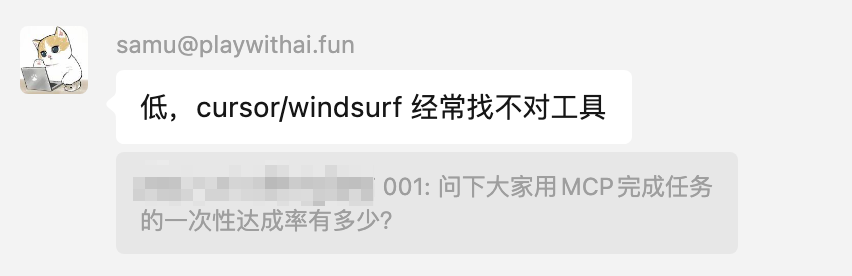 samu@playwithai.fun
低，cursor/windsurf 经常找不对工具
001: 问下大家用MCP完成任务
的一次性达成率有多少?